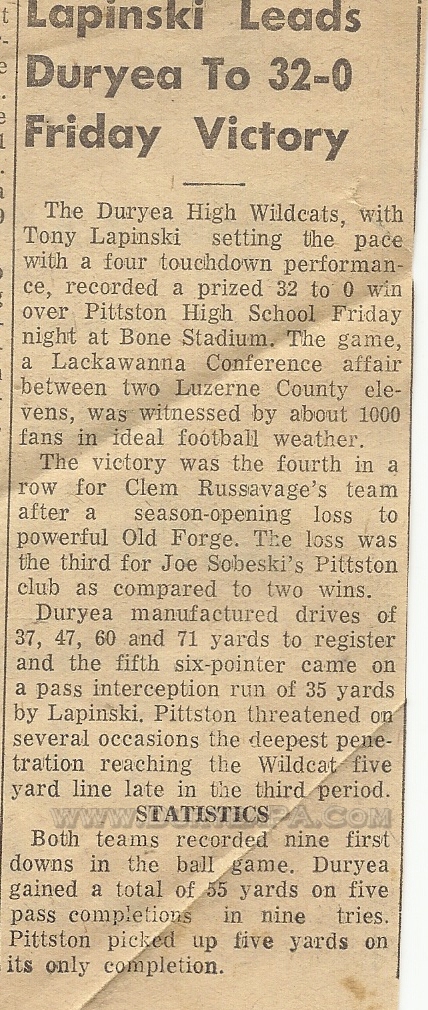 Lapinski Leads
Duryea To 32-0
Friday Victory
The Duryea High Wildcats, with
Tony Lapinski setting the pace
with a four touchdown performan-
ce, recorded a prized 32 to 0 win
over Pittston High School Friday
night at Bone Stadium. The game,
a Lackawanna Conference affair
between two Luzerne County ele-
vens, was witnessed by about 1000
fans in ideal football weather.
The victory was the fourth in a
row for Clem Russavage's team
after a season-opening loss to
powerful Old Forge. The loss was
the third for Joe Sobeski's Pittston
club as compared to two wins.
Duryea manufactured drives of
37, 47, 60 and 71 yards to register
and the fifth six-pointer came on
a pass interception run of 35 yards
by Lapinski. Pittston threatened on
several occasions the deepest pene-
tration reaching the Wildcat five
yard line late in the third period.
STATISTICS
Both teams recorded nine first
downs in the ball game. Duryea
gained a total of 55 yards on five
pass completions in nine tries.
Pittston picked up five yards on
its only completion.